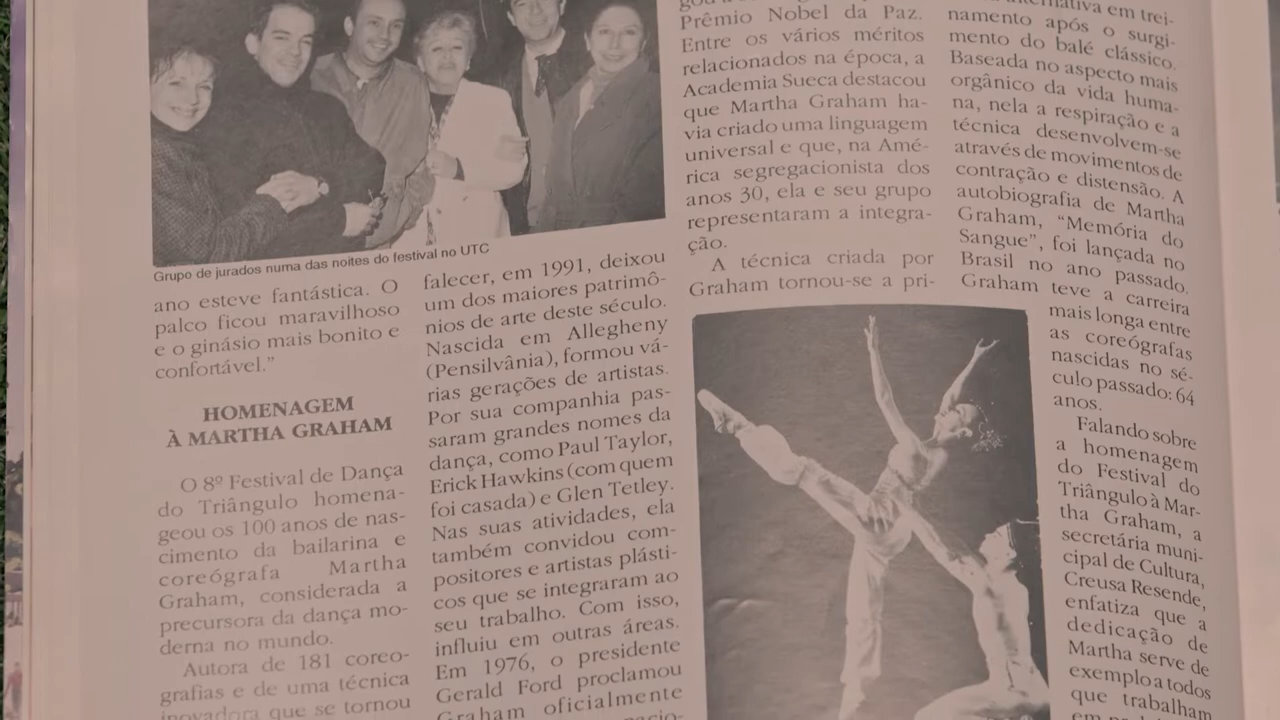 Grupo de jurados numa das noites do festival no UTC
ano esteve fantástica. O
palco ficou maravilhoso
e o ginásio mais bonito e
confortável.”
HOMENAGEM
À MARTHA GRAHAM
O 8º Festival de Dança
do Triângulo homena-
geou os 100 anos de nas-
cimento da bailarina e
coreógrafa Martha
Graham, considerada a
precursora da dança mo-
derna no mundo.
Autora de 181 coreo-
grafias e de uma técnica
inovadora que se tornou
falecer, em 1991, deixou
um dos maiores patrimô-
nios de arte deste século.
Nascida em Allegheny
(Pensilvânia), formou vá-
rias gerações de artistas.
Por sua companhia pas-
saram grandes nomes da
dança, como Paul Taylor,
Erick Hawkins (com quem
foi casada) e Glen Tetley.
Nas suas atividades, ela
também convidou com-
positores e artistas plásti-
cos que se integraram ao
seu trabalho. Com isso,
influiu em outras áreas.
Em 1976, o presidente
Gerald Ford proclamou
Graham oficialmente
Prêmio Nobel da Paz.
Entre os vários méritos
relacionados na época, a
Academia Sueca destacou
que Martha Graham ha-
via criado uma linguagem
universal e que, na Amé-
rica segregacionista dos
anos 30, ela e seu grupo
representaram a integra-
ção.
A técnica criada por
Graham tornou-se a pri-
em trei-
namento após o surgi-
mento do balé clássico.
Baseada no aspecto mais
orgânico da vida huma-
na, nela a respiração e a
técnica desenvolvem-se
através de movimentos de
contração e distensão. A
autobiografia de Martha
Graham, “Memória do
Sangue”, foi lançada no
Brasil no ano passado.
Graham teve a carreira
mais longa entre
as coreógrafas
nascidas no sé-
culo passado: 64
anos.
Falando sobre
a homenagem
do Festival do
Triângulo à Mar-
tha Graham, a
secretária muni-
cipal de Cultura,
Creusa Resende,
enfatiza que a
dedicação de
Martha serve de
exemplo a todos
que trabalham